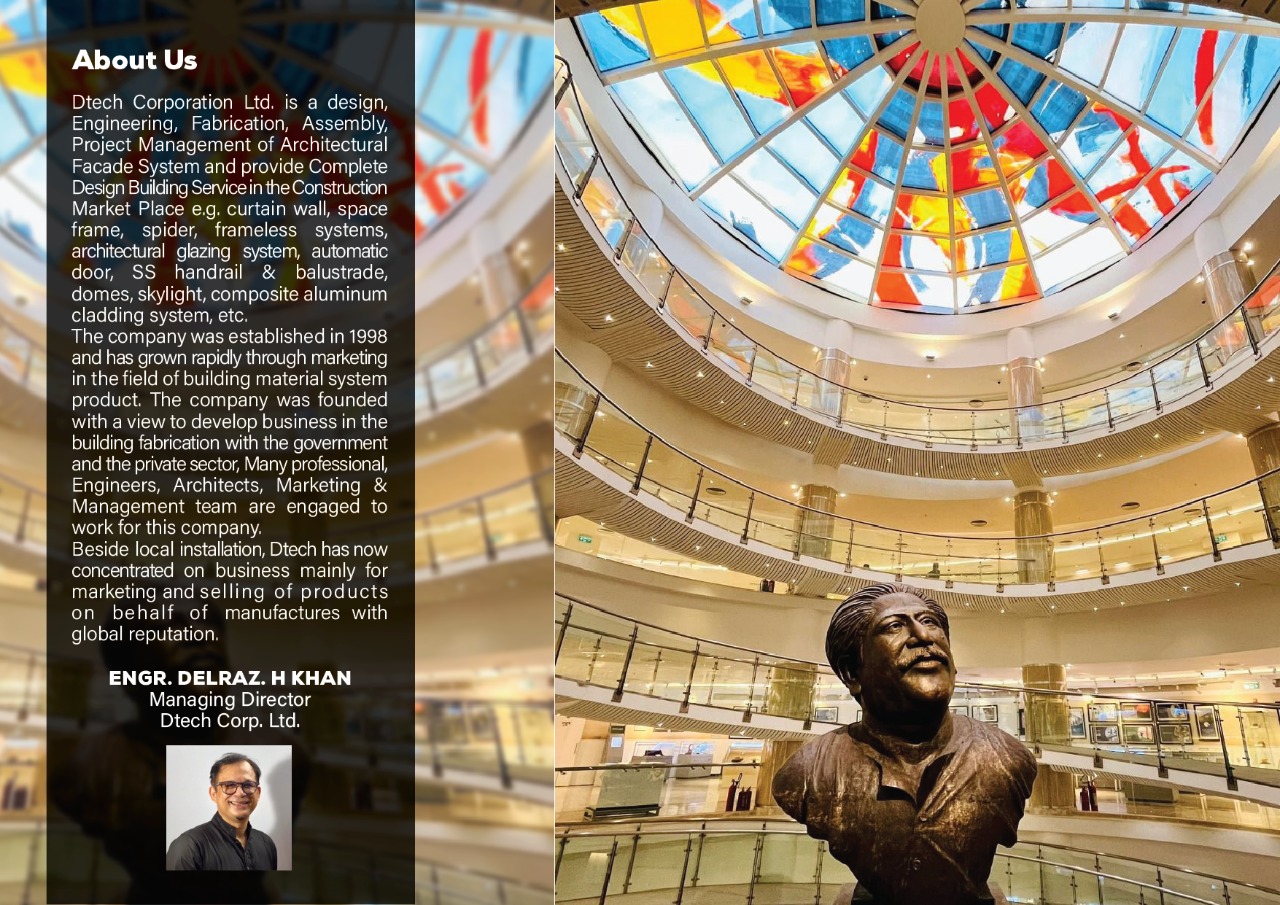 About Us
Dtech Corporation Ltd. is a design,
Engineering, Fabrication, Assembly,
Project Management of Architectural
Facade System and provide Complete
Design Building Service in the Construction
Market Place e.g. curtain wall, space
frame, spider, frameless systems,
architectural glazing system, automatic
door, SS handrail & balustrade,
domes, skylight, composite aluminum
cladding system, etc.
The company was established in 1998
and has grown rapidly through marketing
in the field of building material system
product. The company was founded
with a view to develop business in the
building fabrication with the government
and the private sector, Many professional,
Engineers, Architects, Marketing &
Management team are engaged to
work for this company.
Beside local installation, Dtech has now
concentrated on business mainly for
marketing and selling of products
on behalf of manufactures with
global reputation.
ENGR. DELRAZ. H KHAN
Managing Director
Dtech Corp. Ltd.